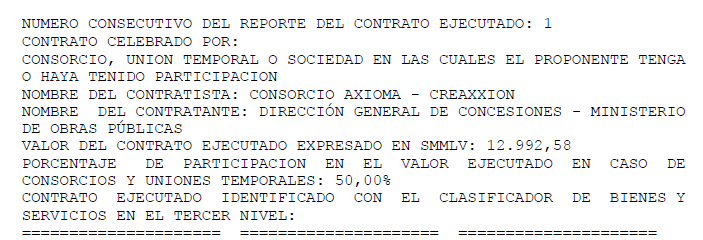 NUMERO CONSECUTIVO DEL REPORTE DEL CONTRATO EJECUTADO: 1
CONTRATO CELEBRADO POR:
CONSORCIO, UNION TEMPORAL O SOCIEDAD EN LAS CUALES EL PROPONENTE TENGA
O HAYA TENIDO PARTICIPACION
NOMBRE DEL CONTRATISTA: CONSORCIO AXIOMA - CREAXXION
NOMBRE DEL CONTRATANTE: DIRECCIÓN GENERAL DE CONCESIONES - MINISTERIO
DE OBRAS PÚBLICAS
VALOR DEL CONTRATO EJECUTADO EXPRESADO EN SMMLV: 12.992,58
PORCENTAJE DE PARTICIPACION EN EL VALOR EJECUTADO EN CASO DE
CONSORCIOS Y UNIONES TEMPORALES: 50,00%
CONTRATO EJECUTADO IDENTIFICADO CON EL CLASIFICADOR DE BIENES Y
SERVICIOS EN EL TERCER NIVEL:
===================== ===================== =====================